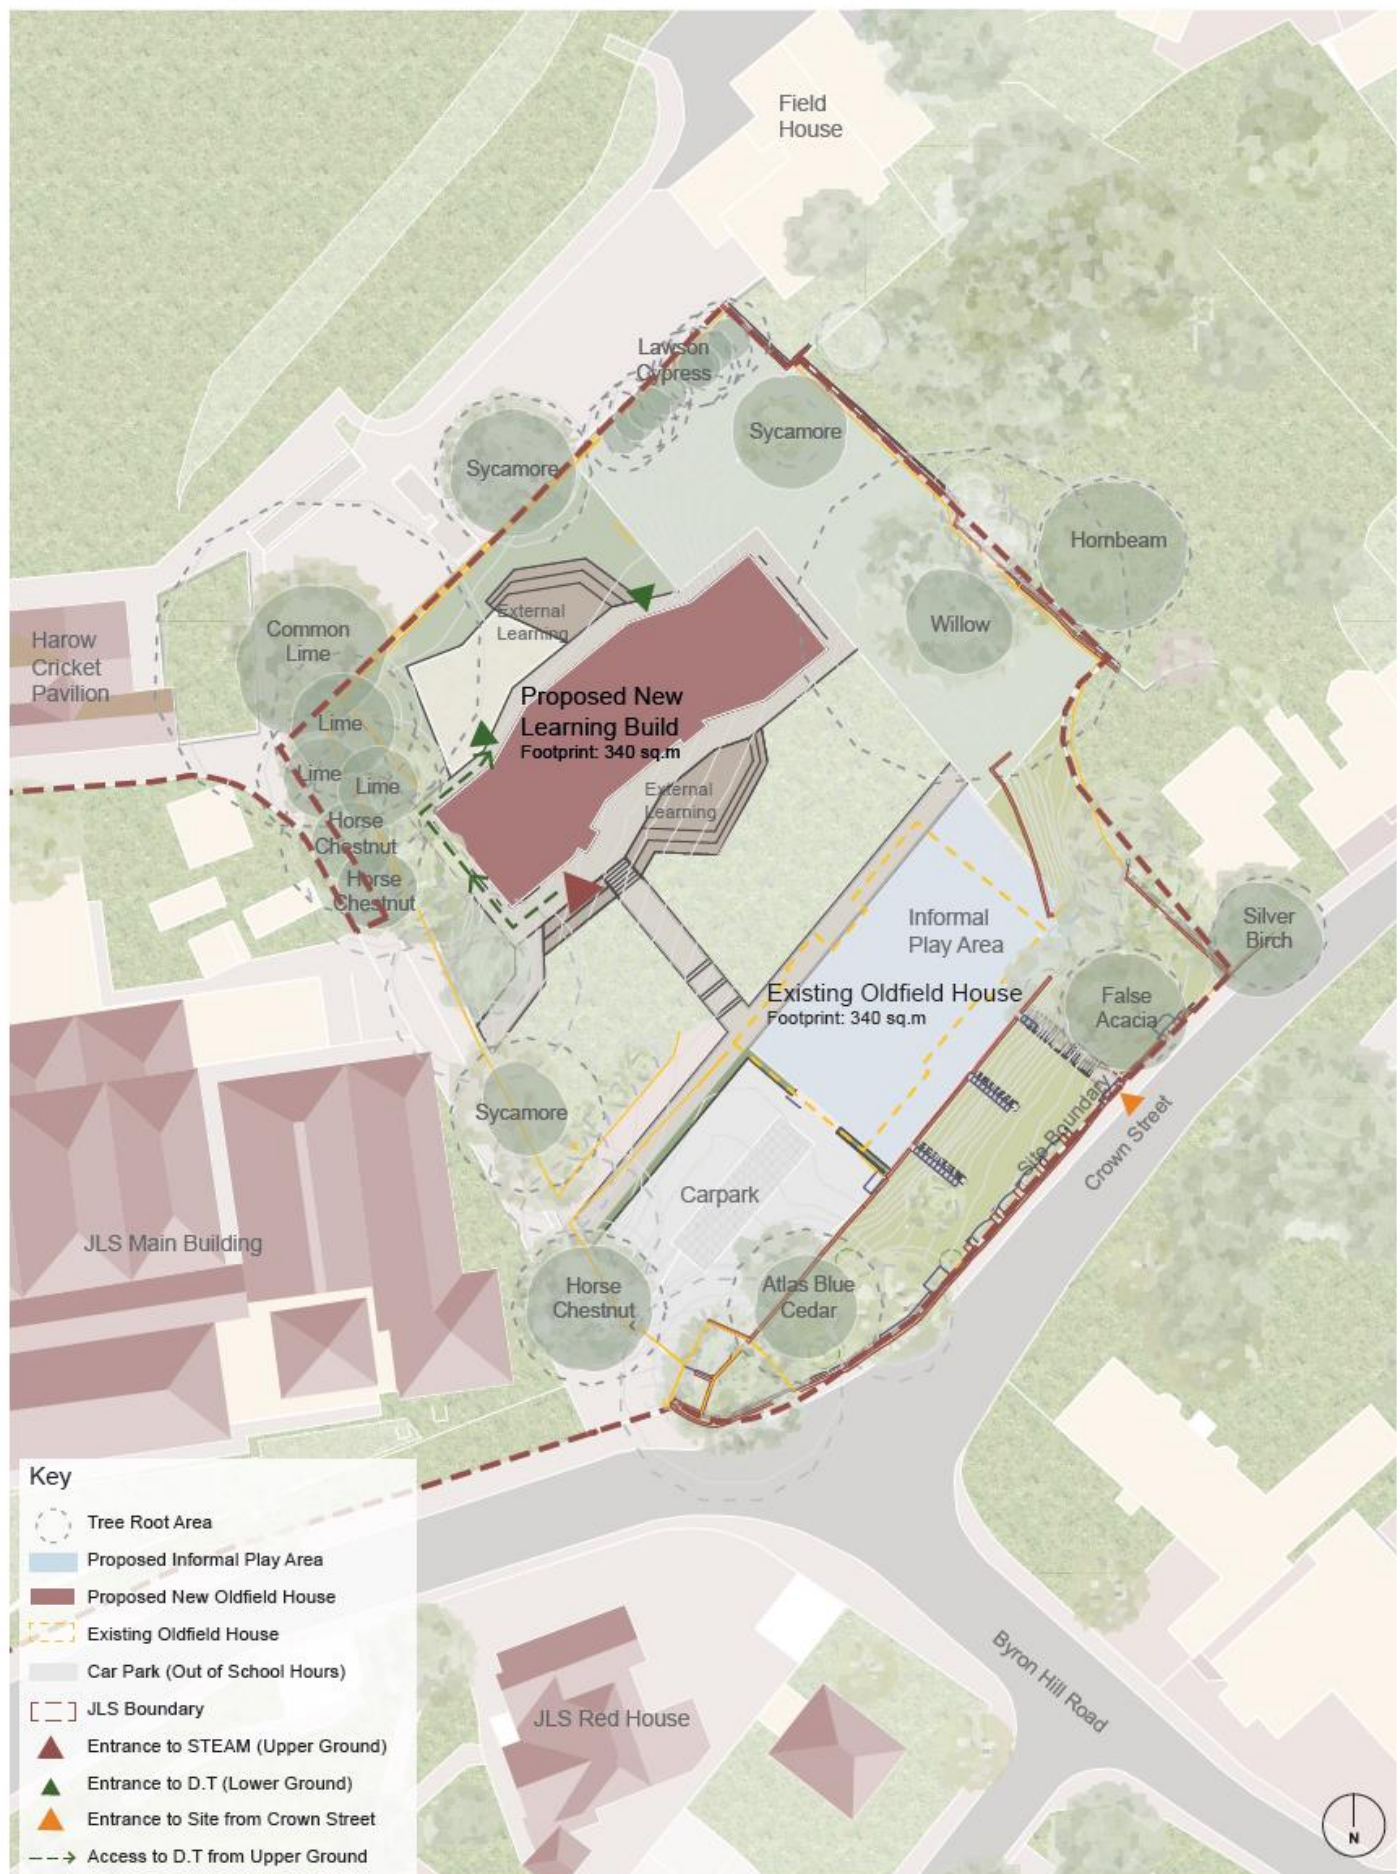 Field
House
Lawson
Cypress
Sycamore
Sycamore
Hornbeam
External
Learning
Willow
Common
Lime
Harow
Cricket
Pavilion
Proposed New
Learning Build
Footprint: 340 sq.m
Lime
Lime
Lime
External
Learning
Horse
Chestnut
Horse
Chestnut
Informal
Play Area
Silver
Birch
Existing Oldfield House
Footprint: 340 sq.m
False
Acacia
Sycamore
Site Boundary
Crown Street
Carpark
JLS Main Building
Horse
Chestnut
Atlas Blue
Cedar
Key
Tree Root Area
Proposed Informal Play Area
Proposed New Oldfield House
Existing Oldfield House
Car Park (Out of School Hours)
JLS Boundary
Entrance to STEAM (Upper Ground)
Entrance to D.T (Lower Ground)
Entrance to Site from Crown Street
Access to D.T from Upper Ground
JLS Red House
Byron Hill Road
N